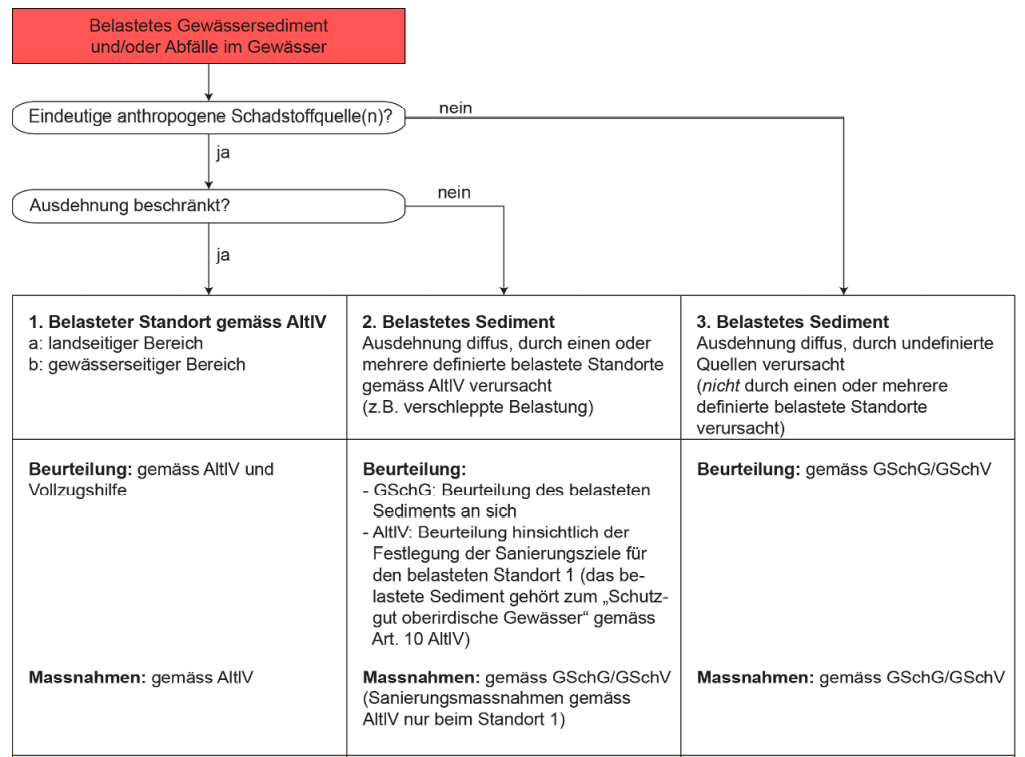 Belastetes Gewässersediment
und/oder Abfälle im Gewässer
Eindeutige anthropogene Schadstoffquelle(n)?
nein
ja
Ausdehnung beschränkt?
nein
ja
1. Belasteter Standort gemäss AltlV
a: landseitiger Bereich
b: gewässerseitiger Bereich
2. Belastetes Sediment
Ausdehnung diffus, durch einen oder
mehrere definierte belastete Standorte
gemäss AltlV verursacht
(z.B. verschleppte Belastung)
3. Belastetes Sediment
Ausdehnung diffus, durch undefinierte
Quellen verursacht
(nicht durch einen oder mehrere
definierte belastete Standorte
verursacht)
Beurteilung: gemäss AltlV und
Vollzugshilfe
Beurteilung:
- GSchG: Beurteilung des belasteten
Sediments an sich
- AltlV: Beurteilung hinsichtlich der
Festlegung der Sanierungsziele für
den belasteten Standort 1 (das be-
lastete Sediment gehört zum „Schutz-
gut oberirdische Gewässer“ gemäss
Art. 10 AltlV)
Beurteilung: gemäss GSchG/GSchV
Massnahmen: gemäss AltlV
Massnahmen: gemäss GSchG/GSchV
(Sanierungsmassnahmen gemäss
AltlV nur beim Standort 1)
Massnahmen: gemäss GSchG/GSchV